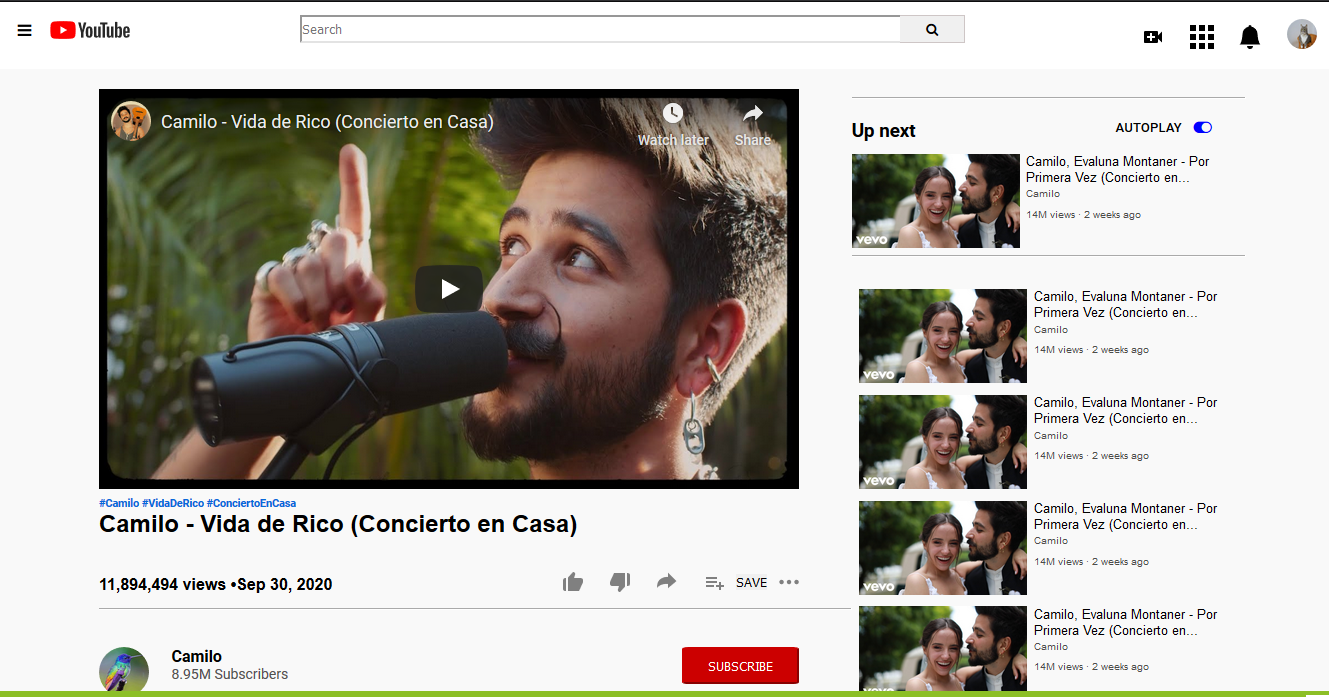 YouTube
Search
Camilo - Vida de Rico (Concierto en Casa)
Watch later
Share
#Camilo #VidaDeRico #ConciertoEnCasa
Camilo - Vida de Rico (Concierto en Casa)
11,894,494 views •Sep 30, 2020
SAVE
Camilo
8.95M Subscribers
SUBSCRIBE
Up next
AUTOPLAY
vevo
Camilo, Evaluna Montaner - Por
Primera Vez (Concierto en...
Camilo
14M views · 2 weeks ago
vevo
Camilo, Evaluna Montaner - Por
Primera Vez (Concierto en...
Camilo
14M views · 2 weeks ago
vevo
Camilo, Evaluna Montaner - Por
Primera Vez (Concierto en...
Camilo
14M views · 2 weeks ago
vevo
Camilo, Evaluna Montaner - Por
Primera Vez (Concierto en...
Camilo
14M views · 2 weeks ago
vevo
Camilo, Evaluna Montaner - Por
Primera Vez (Concierto en...
Camilo
14M views · 2 weeks ago